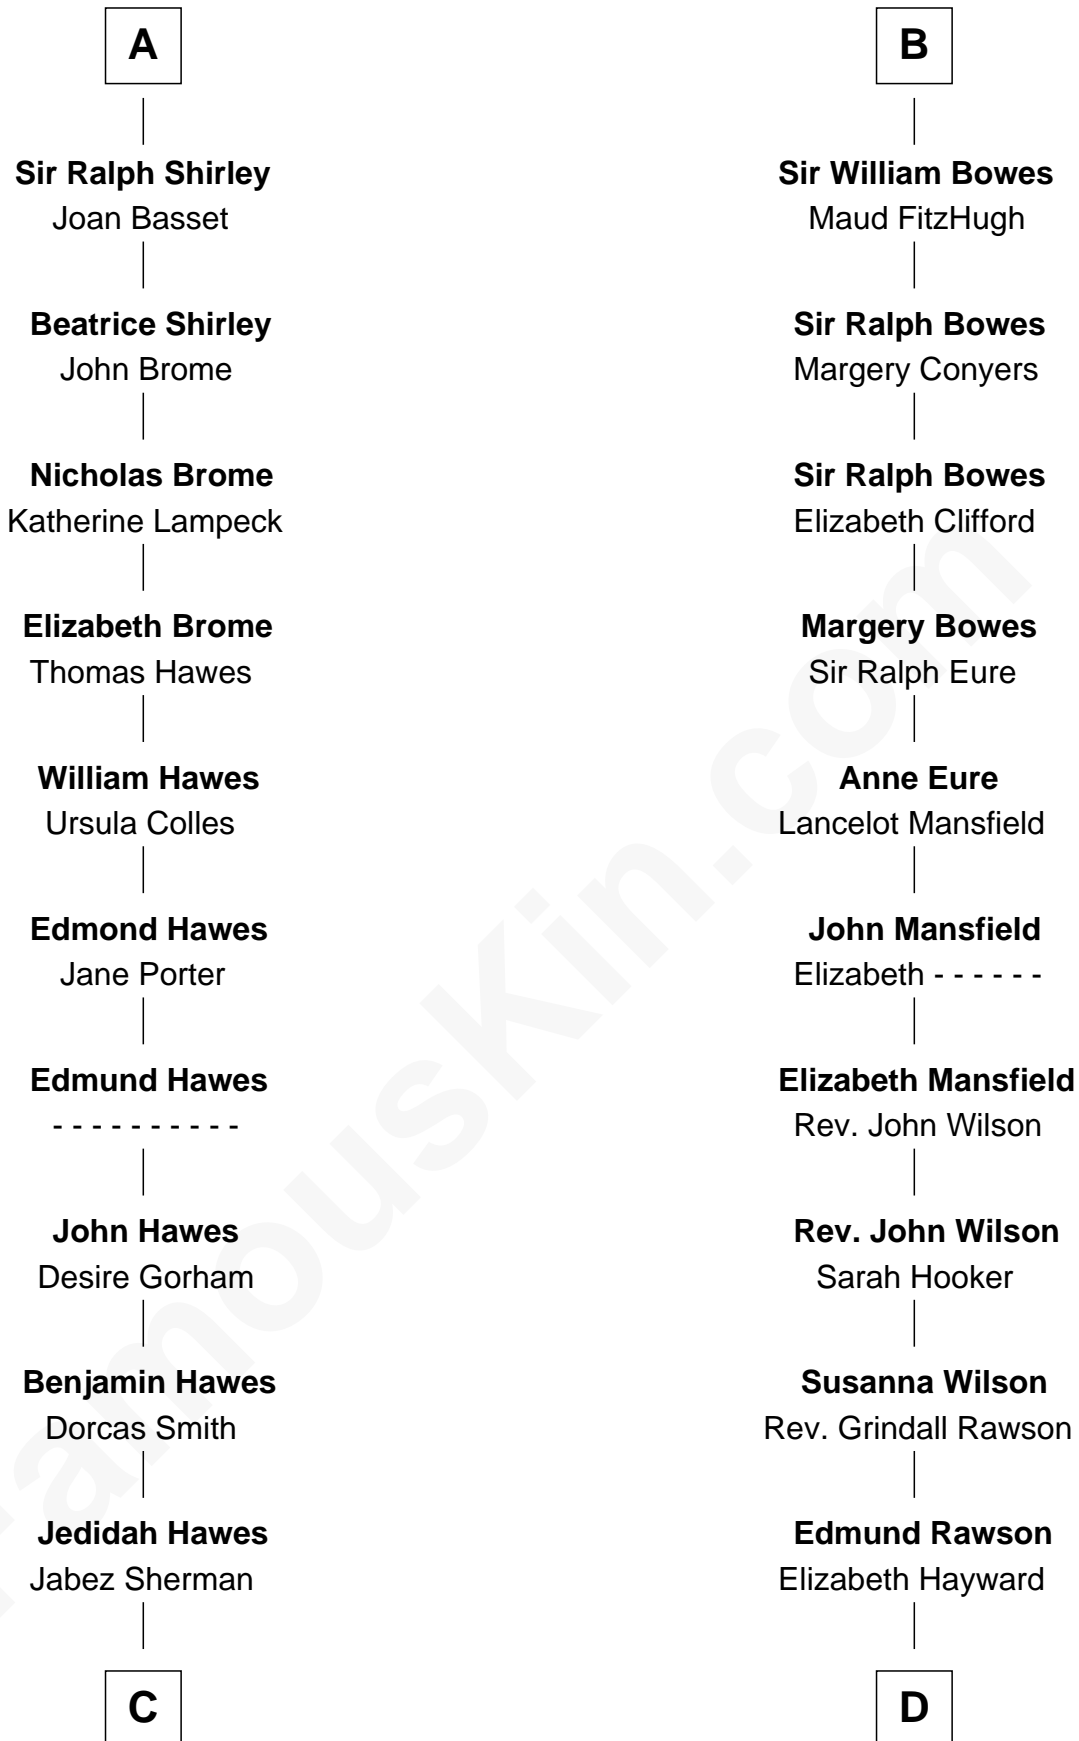 A
Sir Ralph Shirley
Joan Basset
Beatrice Shirley
John Brome
Nicholas Brome
Katherine Lampeck
Elizabeth Brome
Thomas Hawes
William Hawes
Ursula Colles
Edmond Hawes
Jane Porter
Edmund Hawes
- - - - - - - - - -
John Hawes
Desire Gorham
Benjamin Hawes
Dorcas Smith
Jedidah Hawes
Jabez Sherman
C
B
Sir William Bowes
Maud FitzHugh
Sir Ralph Bowes
Margery Conyers
Sir Ralph Bowes
Elizabeth Clifford
Margery Bowes
Sir Ralph Eure
Anne Eure
Lancelot Mansfield
John Mansfield
Elizabeth - - - - - -
Elizabeth Mansfield
Rev. John Wilson
Rev. John Wilson
Sarah Hooker
Susanna Wilson
Rev. Grindall Rawson
Edmund Rawson
Elizabeth Hayward
D
FamousKin.com